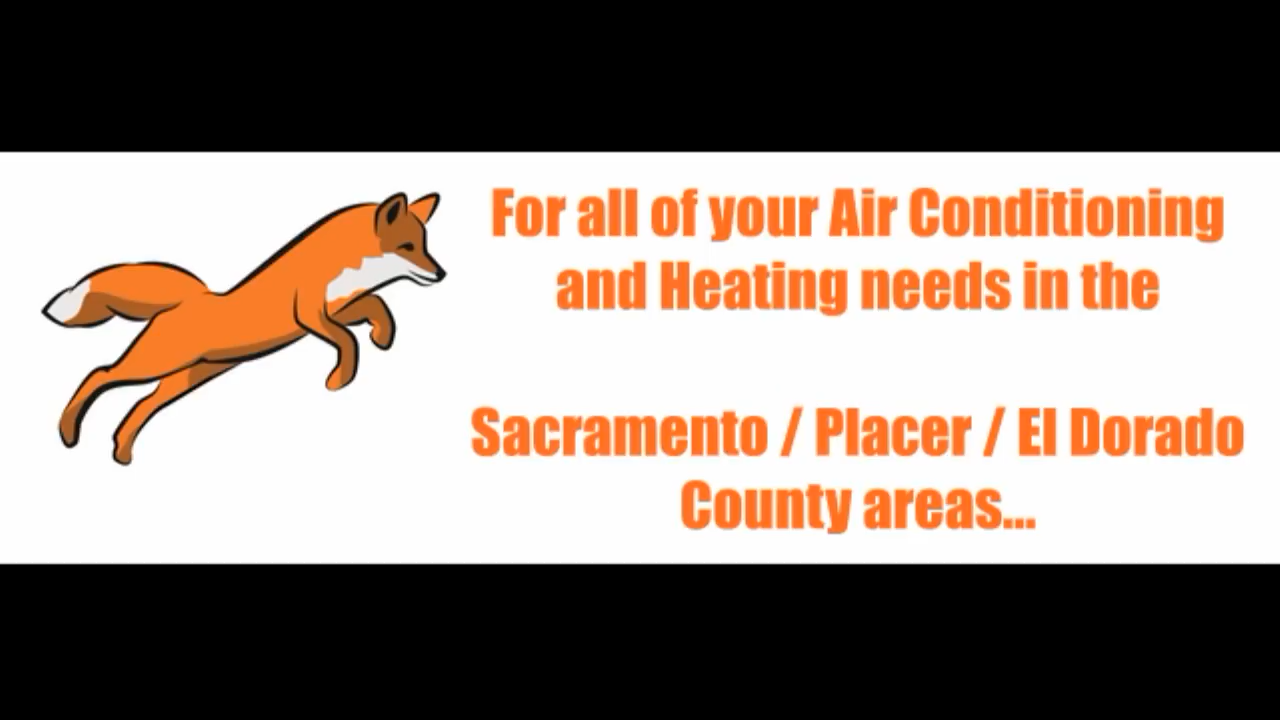 For all of your Air Conditioning
and Heating needs in the
Sacramento / Placer / El Dorado
County areas...